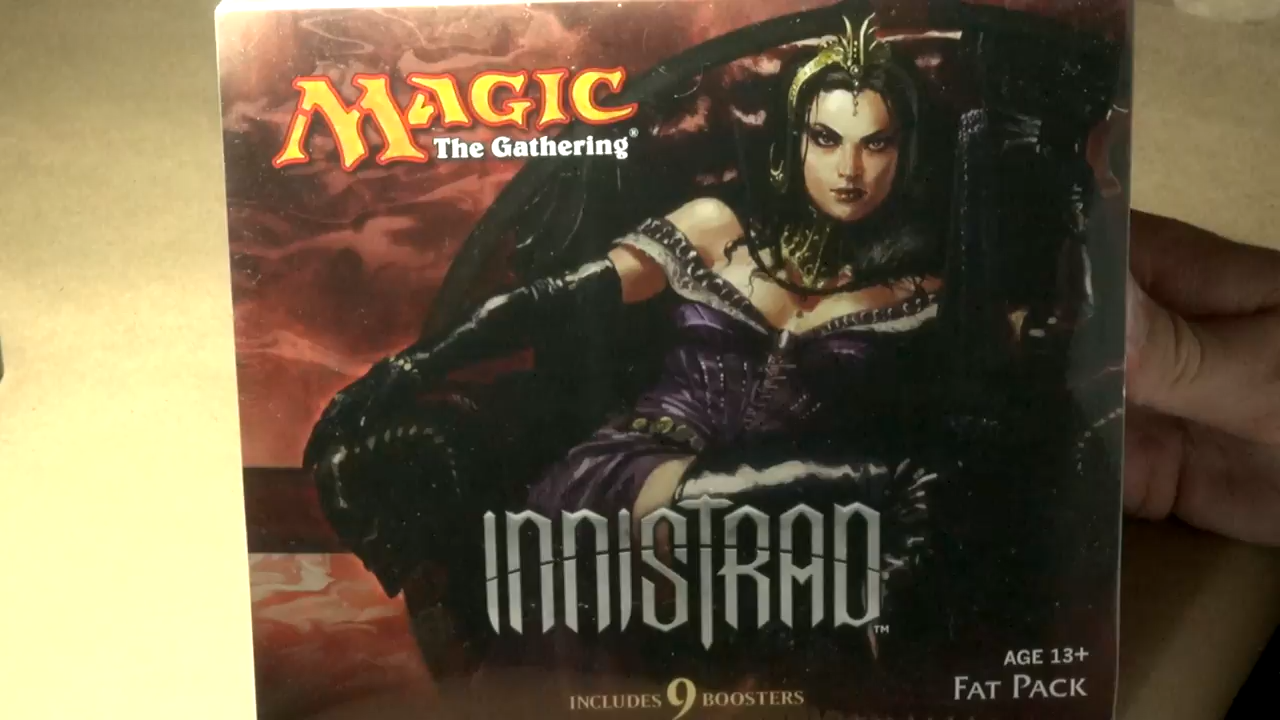 MAGIC
The Gathering®
INNISTRAD™
AGE 13+
FAT PACK
INCLUDES 9 BOOSTERS